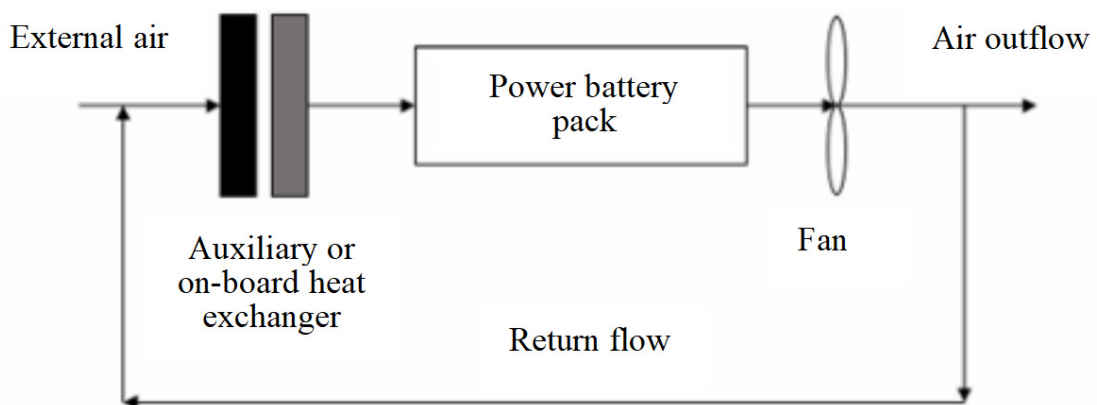 External air
Air outflow
Power battery
pack
Auxiliary or
on-board heat
exchanger
Fan
Return flow